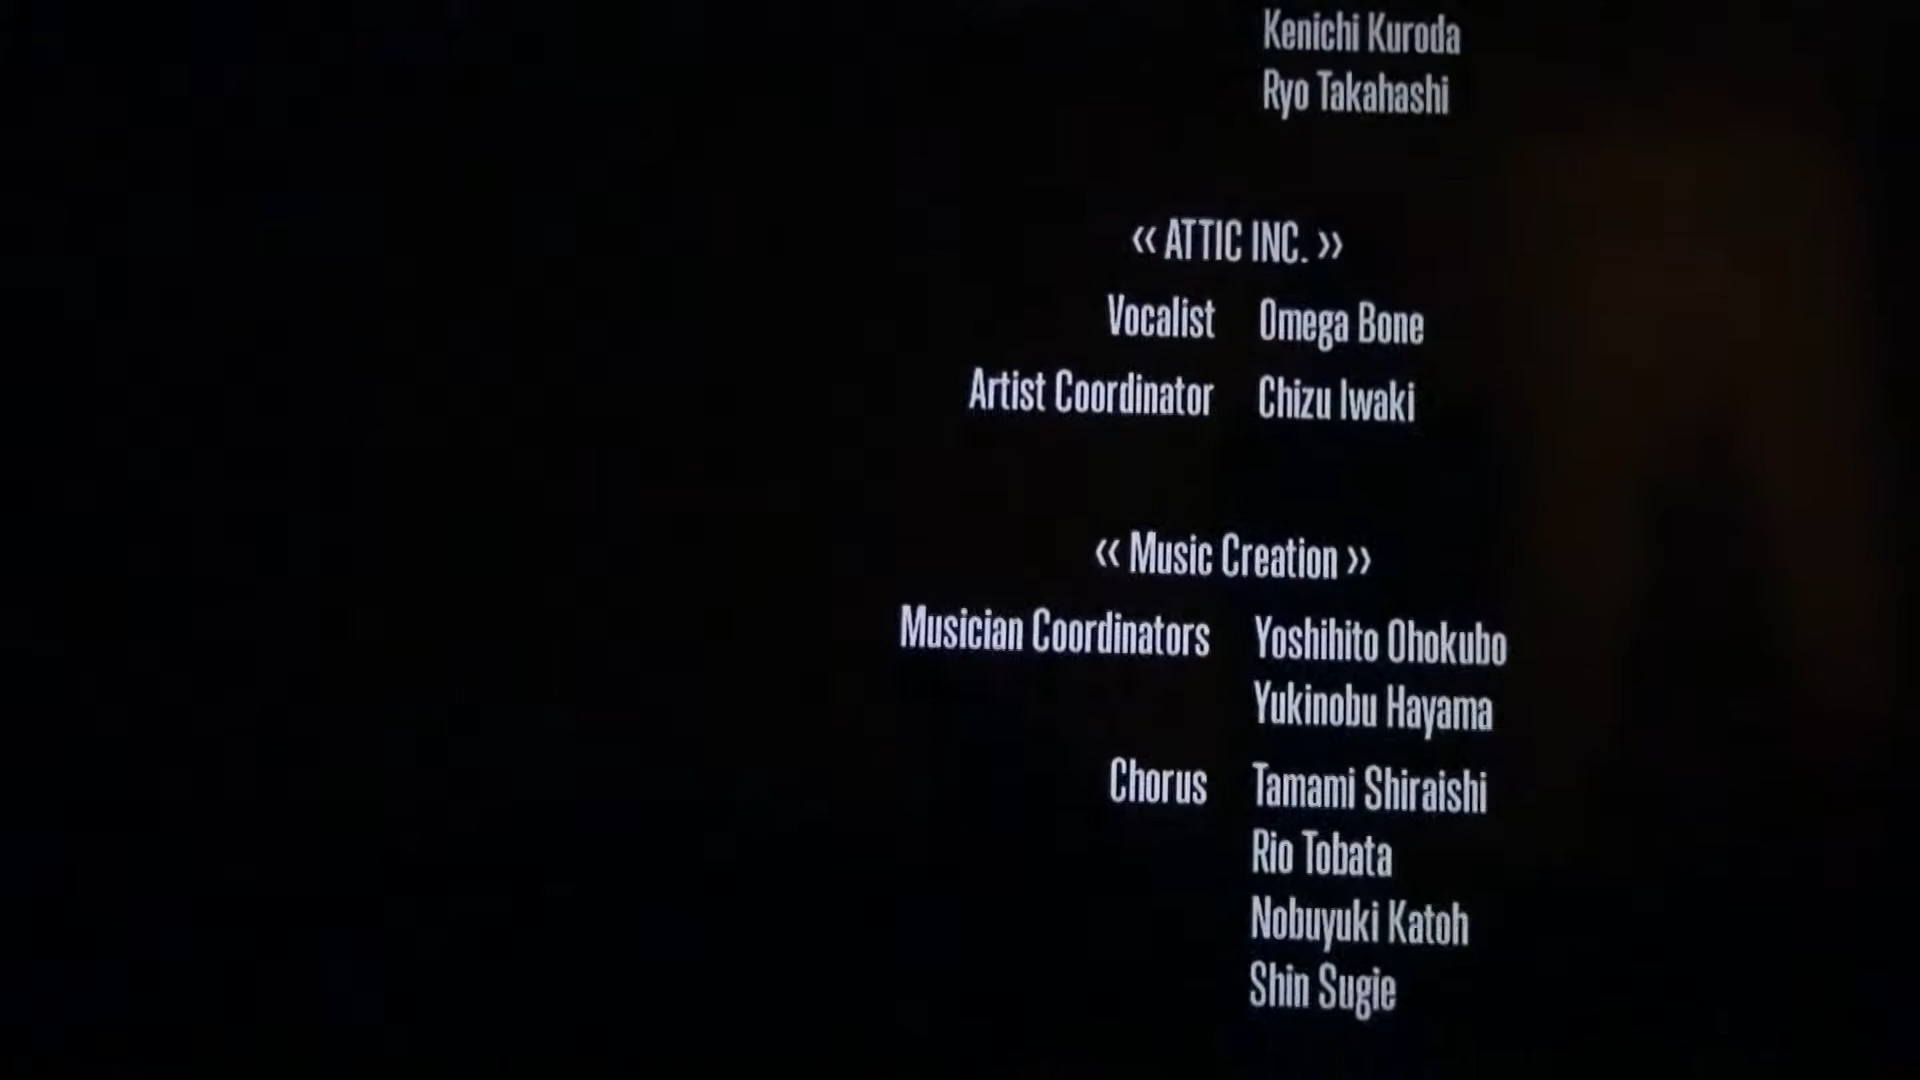 Kenichi Kuroda
Ryo Takahashi
‹‹ ATTIC INC. ››
Vocalist Omega Bone
Artist Coordinator Chizu Iwaki
‹‹ Music Creation ››
Musician Coordinators Yoshihito Ohokubo
Yukinobu Hayama
Chorus Tamami Shiraishi
Rio Tobata
Nobuyuki Katoh
Shin Sugie